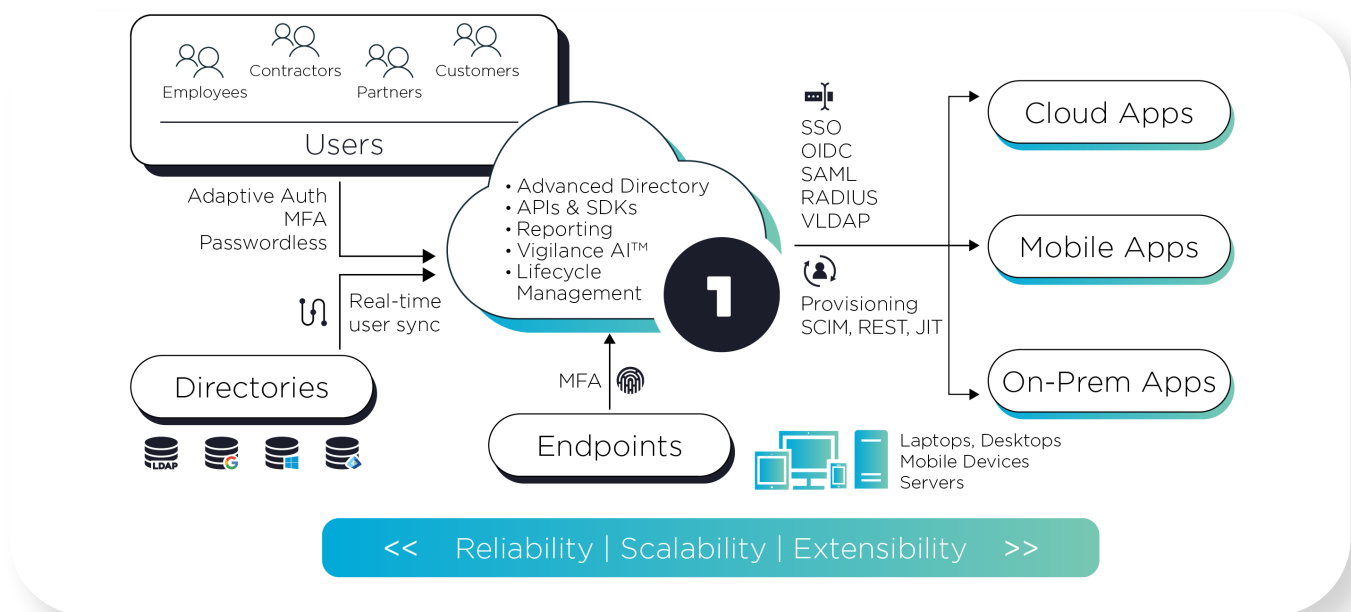 Employees
Contractors
Partners
Customers
Users
Adaptive Auth
MFA
Passwordless
Real-time
user sync
Directories
LDAP
G
• Advanced Directory
• APIs & SDKs
• Reporting
• Vigilance AI™
• Lifecycle
Management
1
MFA
Endpoints
Laptops, Desktops
Mobile Devices
Servers
SSO
OIDC
SAML
RADIUS
VLDAP
Provisioning
SCIM, REST, JIT
Cloud Apps
Mobile Apps
On-Prem Apps
<< Reliability | Scalability | Extensibility >>